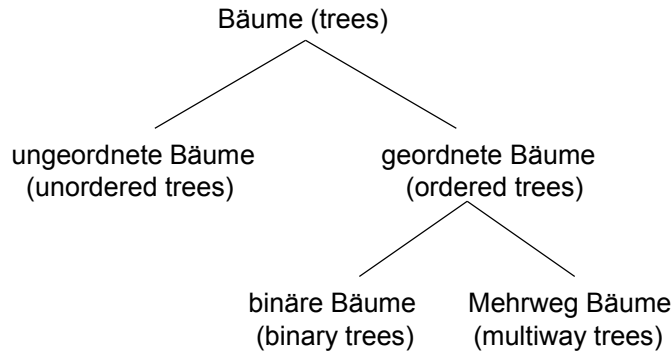 Bäume (trees)
ungeordnete Bäume
(unordered trees)
geordnete Bäume
(ordered trees)
binäre Bäume
(binary trees)
Mehrweg Bäume
(multiway trees)